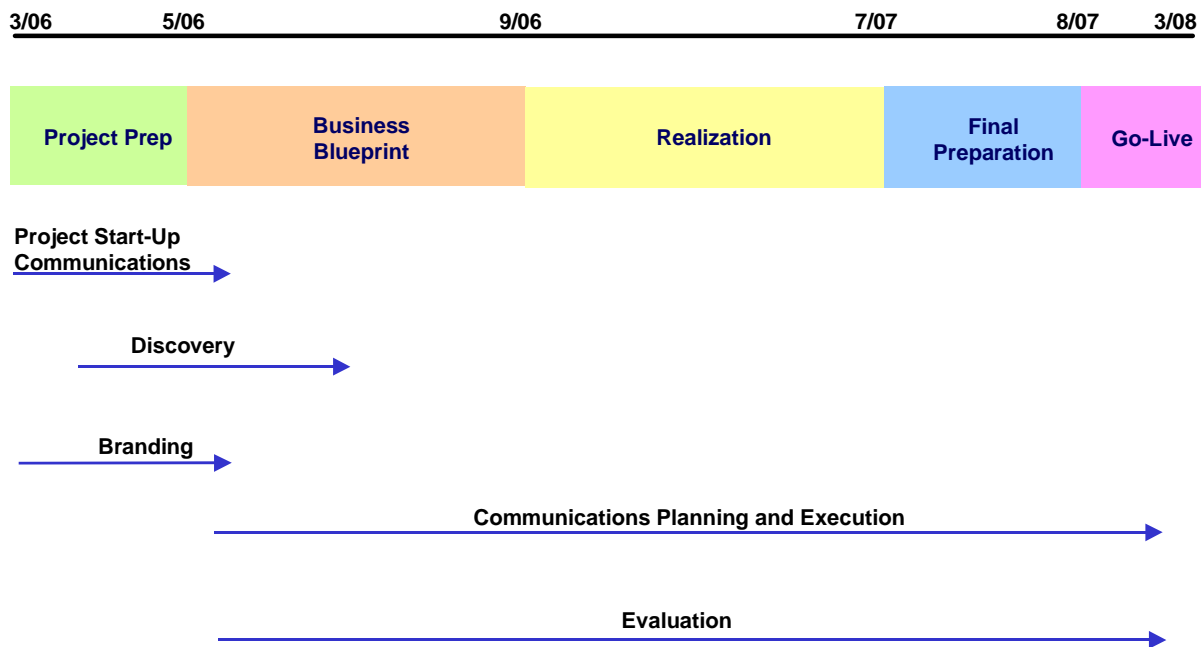 3/06 5/06 9/06 7/07 8/07 3/08
Project Prep
Business
Blueprint
Realization
Final
Preparation
Go-Live
Project Start-Up
Communications
Discovery
Branding
Communications Planning and Execution
Evaluation